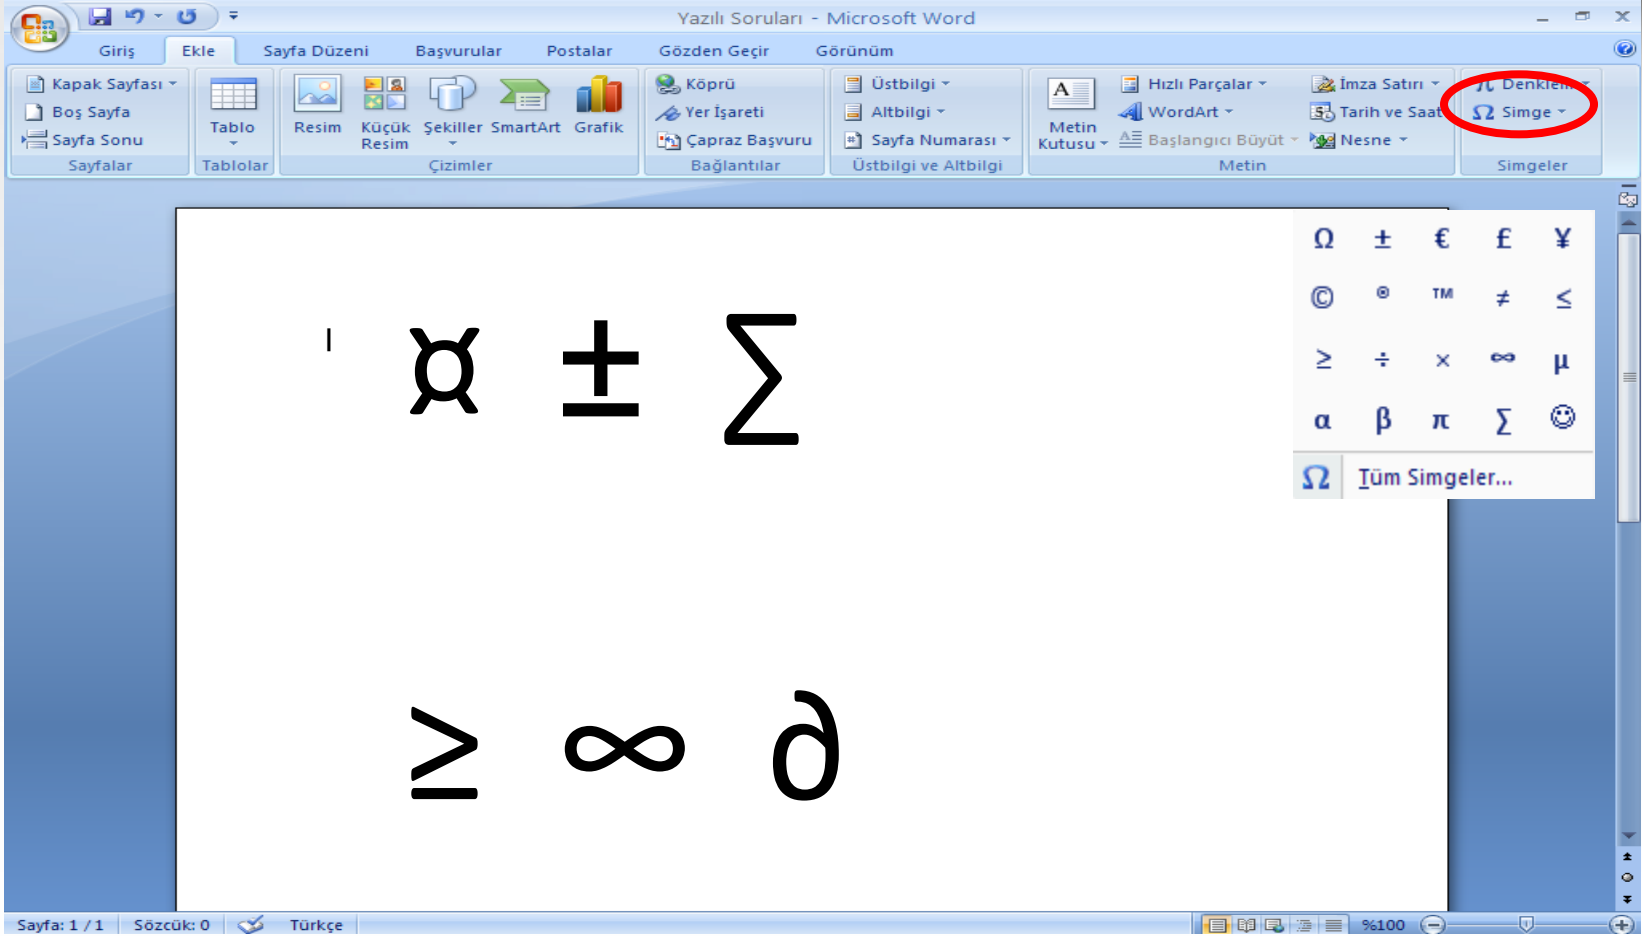 Yazılı Soruları - Microsoft Word
Giriş Ekle Sayfa Düzeni Başvurular Postalar Gözden Geçir Görünüm
Kapak Sayfası
Boş Sayfa
Sayfa Sonu
Sayfalar
Tablo
Tablolar
Resim
Küçük
Resim
Şekiller
SmartArt
Grafik
Çizimler
Köprü
Yer İşareti
Çapraz Başvuru
Bağlantılar
Üstbilgi
Altbilgi
Sayfa Numarası
Üstbilgi ve Altbilgi
A
Metin
Kutusu
Hızlı Parçalar
WordArt
Başlangıcı Büyüt
İmza Satırı
Tarih ve Saat
Nesne
Metin
π Denklem
Ω Simge
Simgeler
¤ ± ∑
≥ ∞ ∂
Ω ± € £ ¥
© ® ™ ≠ ≤
≥ ÷ × ∞ µ
α β π ∑ ☺
Ω Tüm Simgeler...
Sayfa: 1 / 1 Sözcük: 0 Türkçe %100